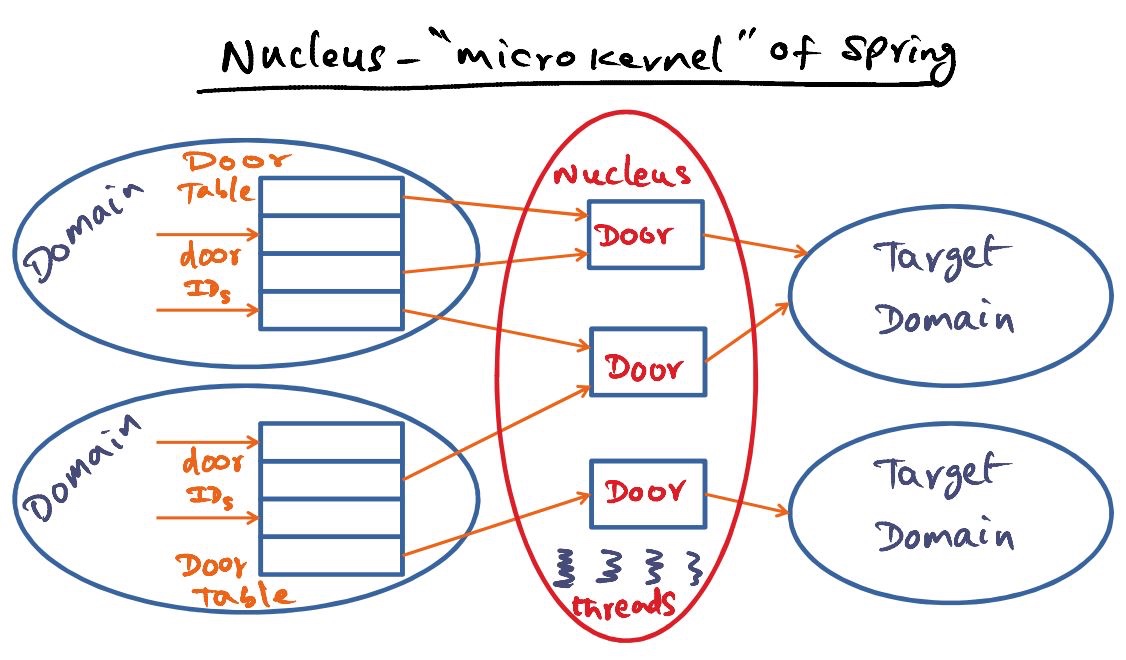 Nucleus - "micro kernel" of Spring
Domain
Door
Table
door
IDs
Domain
door
IDs
Door
Table
Nucleus
Door
Door
Door
threads
Target
Domain
Target
Domain